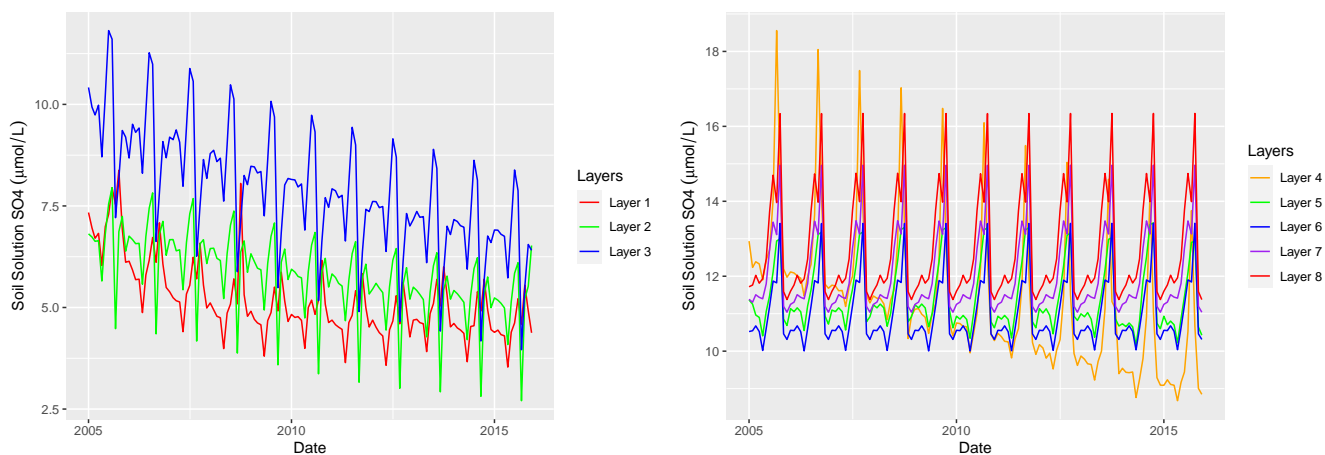 Soil Solution SO4 (μmol/L)
10.0
7.5
5.0
2.5
2005
2010
2015
Date
Layers
Layer 1
Layer 2
Layer 3
Soil Solution SO4 (μmol/L)
18
16
14
12
10
2005
2010
2015
Date
Layers
Layer 4
Layer 5
Layer 6
Layer 7
Layer 8